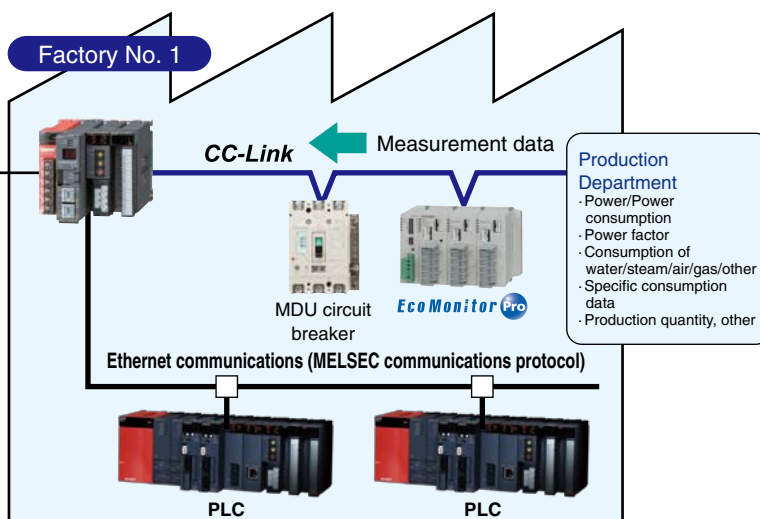 Factory No. 1
CC-Link
Measurement data
Production
Department
· Power/Power
consumption
· Power factor
· Consumption of
water/steam/air/gas/other
· Specific consumption
data
· Production quantity, other
MDU circuit
breaker
EcoMonitor Pro
Ethernet communications (MELSEC communications protocol)
PLC
PLC